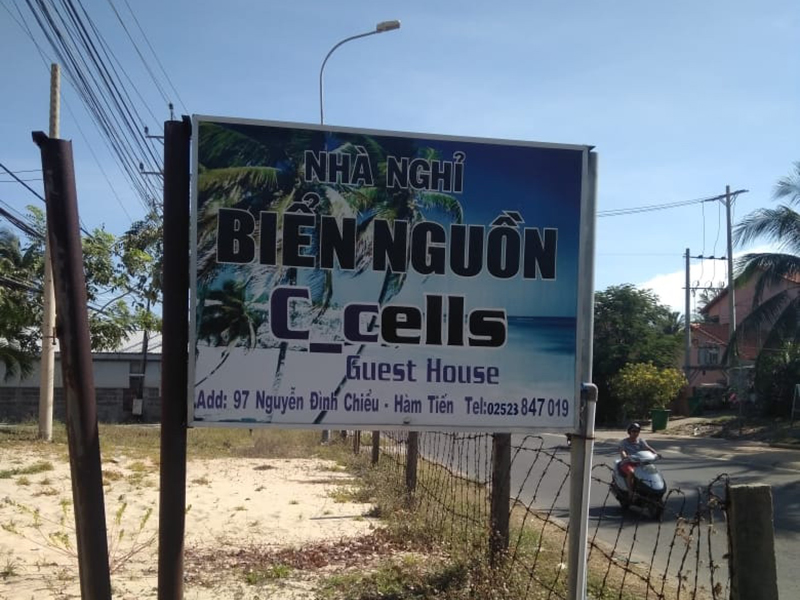 NHÀ NGHỈ
BIỂN NGUỒN
C_cells
Guest House
Add: 97 Nguyễn Đình Chiểu - Hàm Tiến Tel:02523 847 019